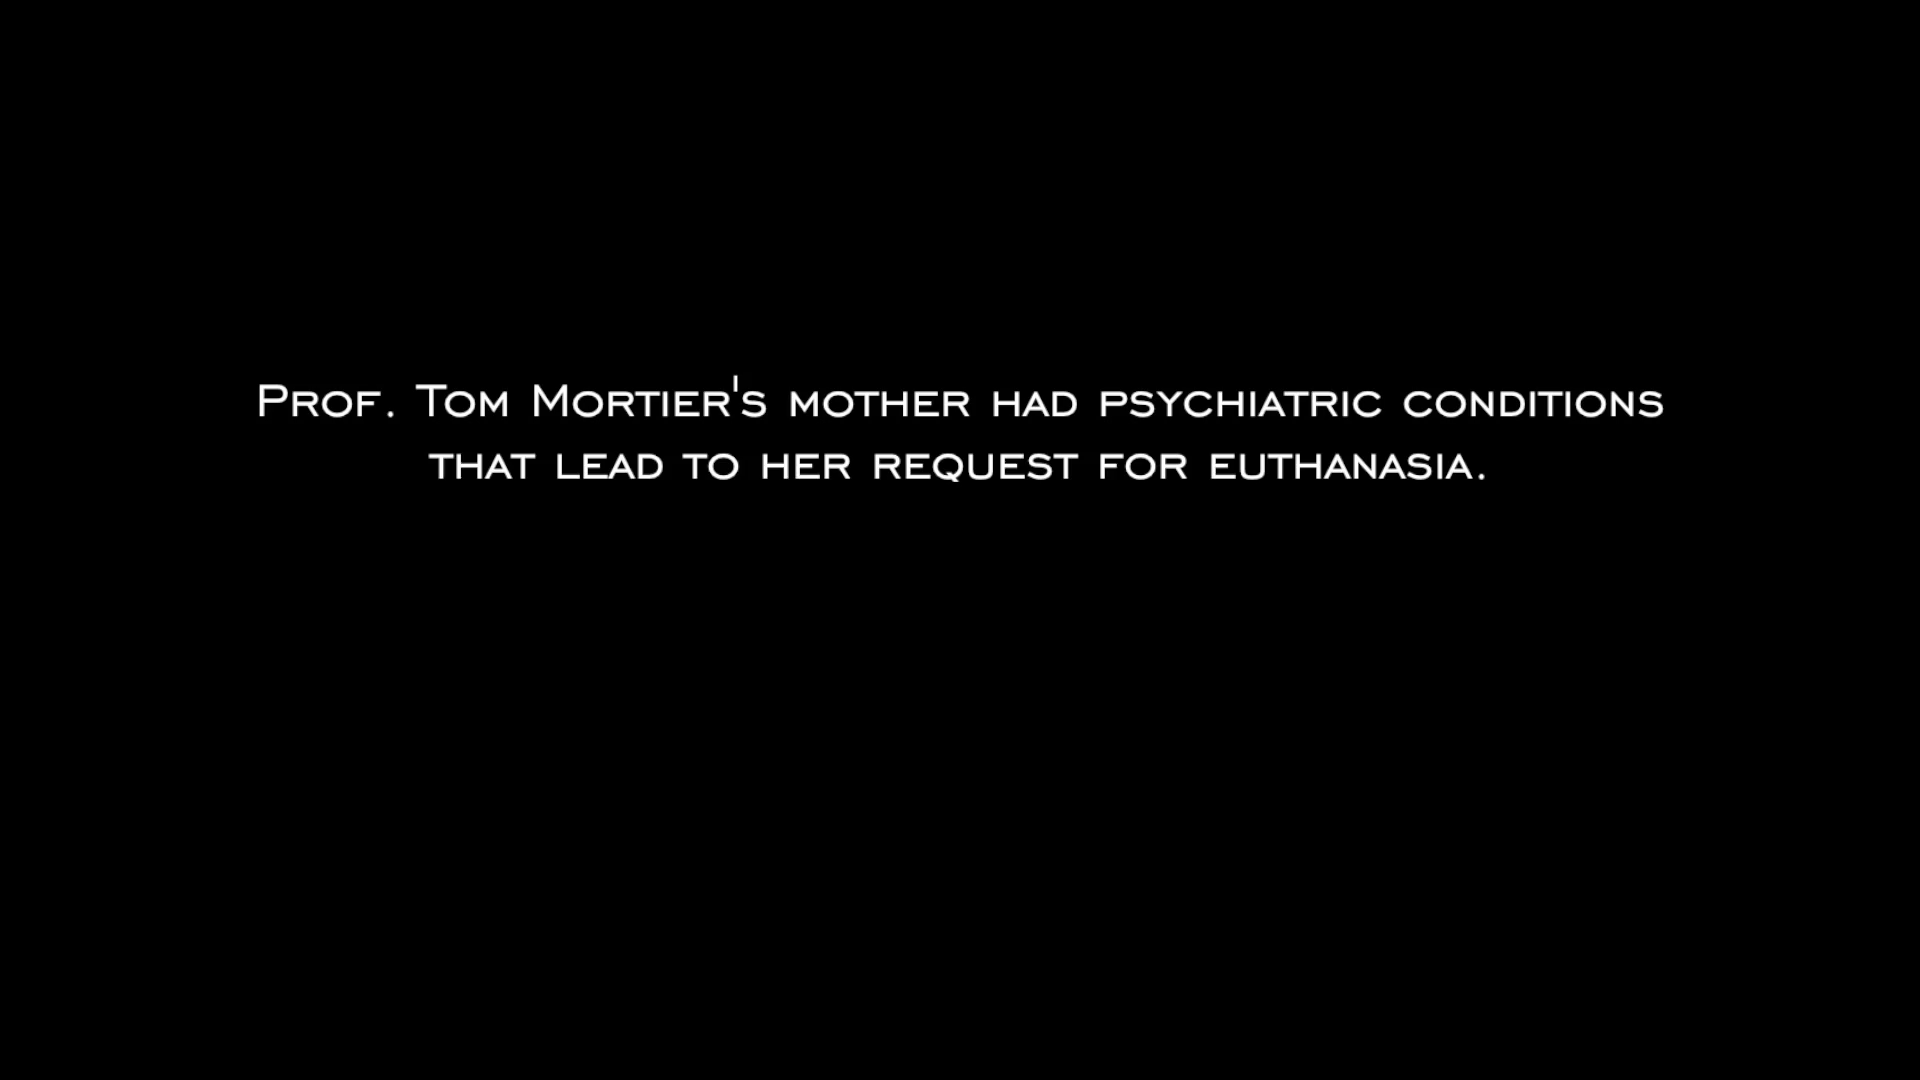 Prof. Tom Mortier's mother had psychiatric conditions
that lead to her request for euthanasia.